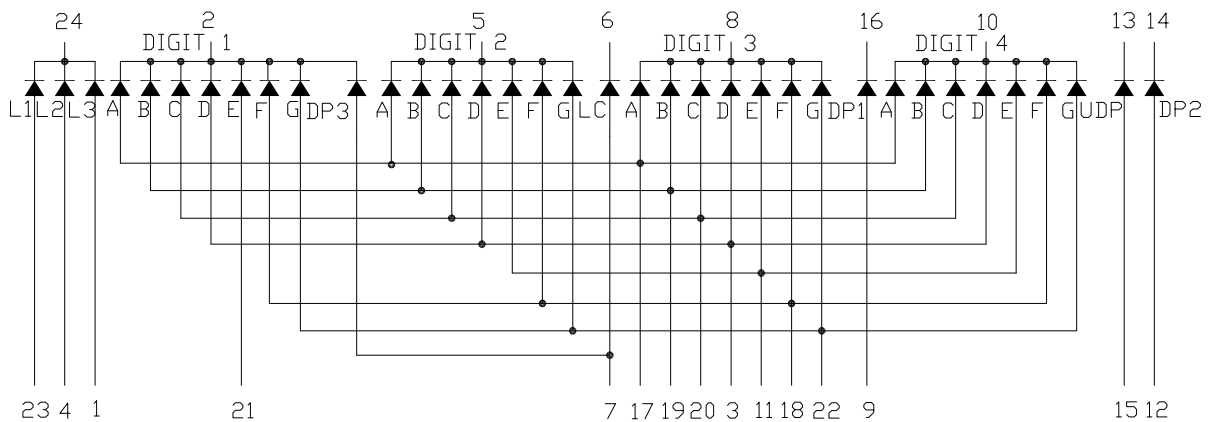 24 2 5 6 8 16 10 13 14
DIGIT 1 DIGIT 2 DIGIT 3 DIGIT 4
L1 L2 L3 A B C D E F G DP3 A B C D E F G LC A B C D E F G DP1 A B C D E F G UDP DP2
23 4 1 21 7 17 19 20 3 11 18 22 9 15 12